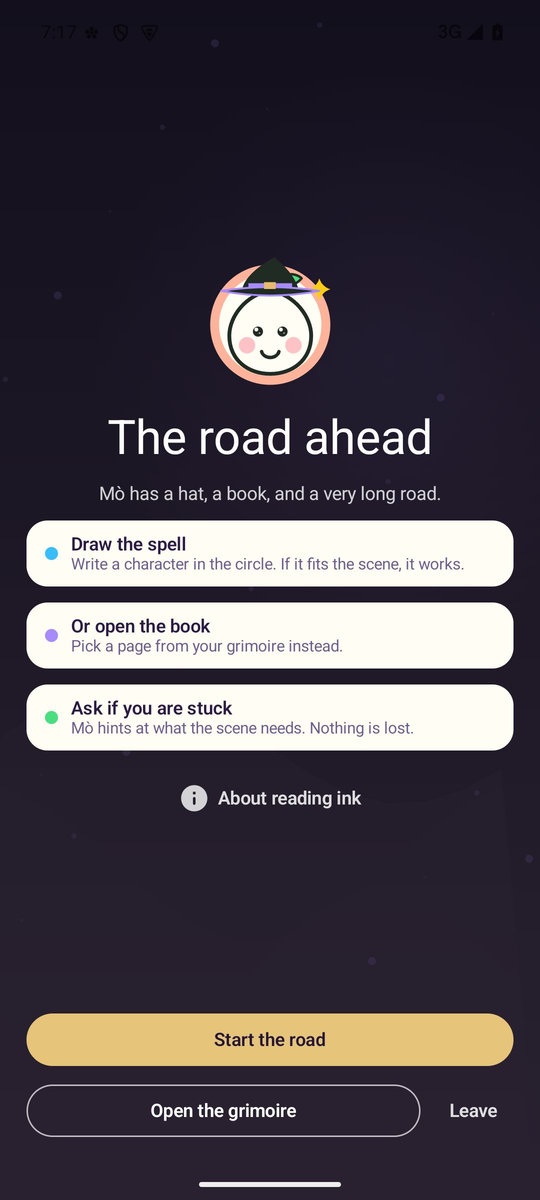 7:17
3G
The road ahead
Mò has a hat, a book, and a very long road.
Draw the spell
Write a character in the circle. If it fits the scene, it works.
Or open the book
Pick a page from your grimoire instead.
Ask if you are stuck
Mò hints at what the scene needs. Nothing is lost.
About reading ink
Start the road
Open the grimoire
Leave